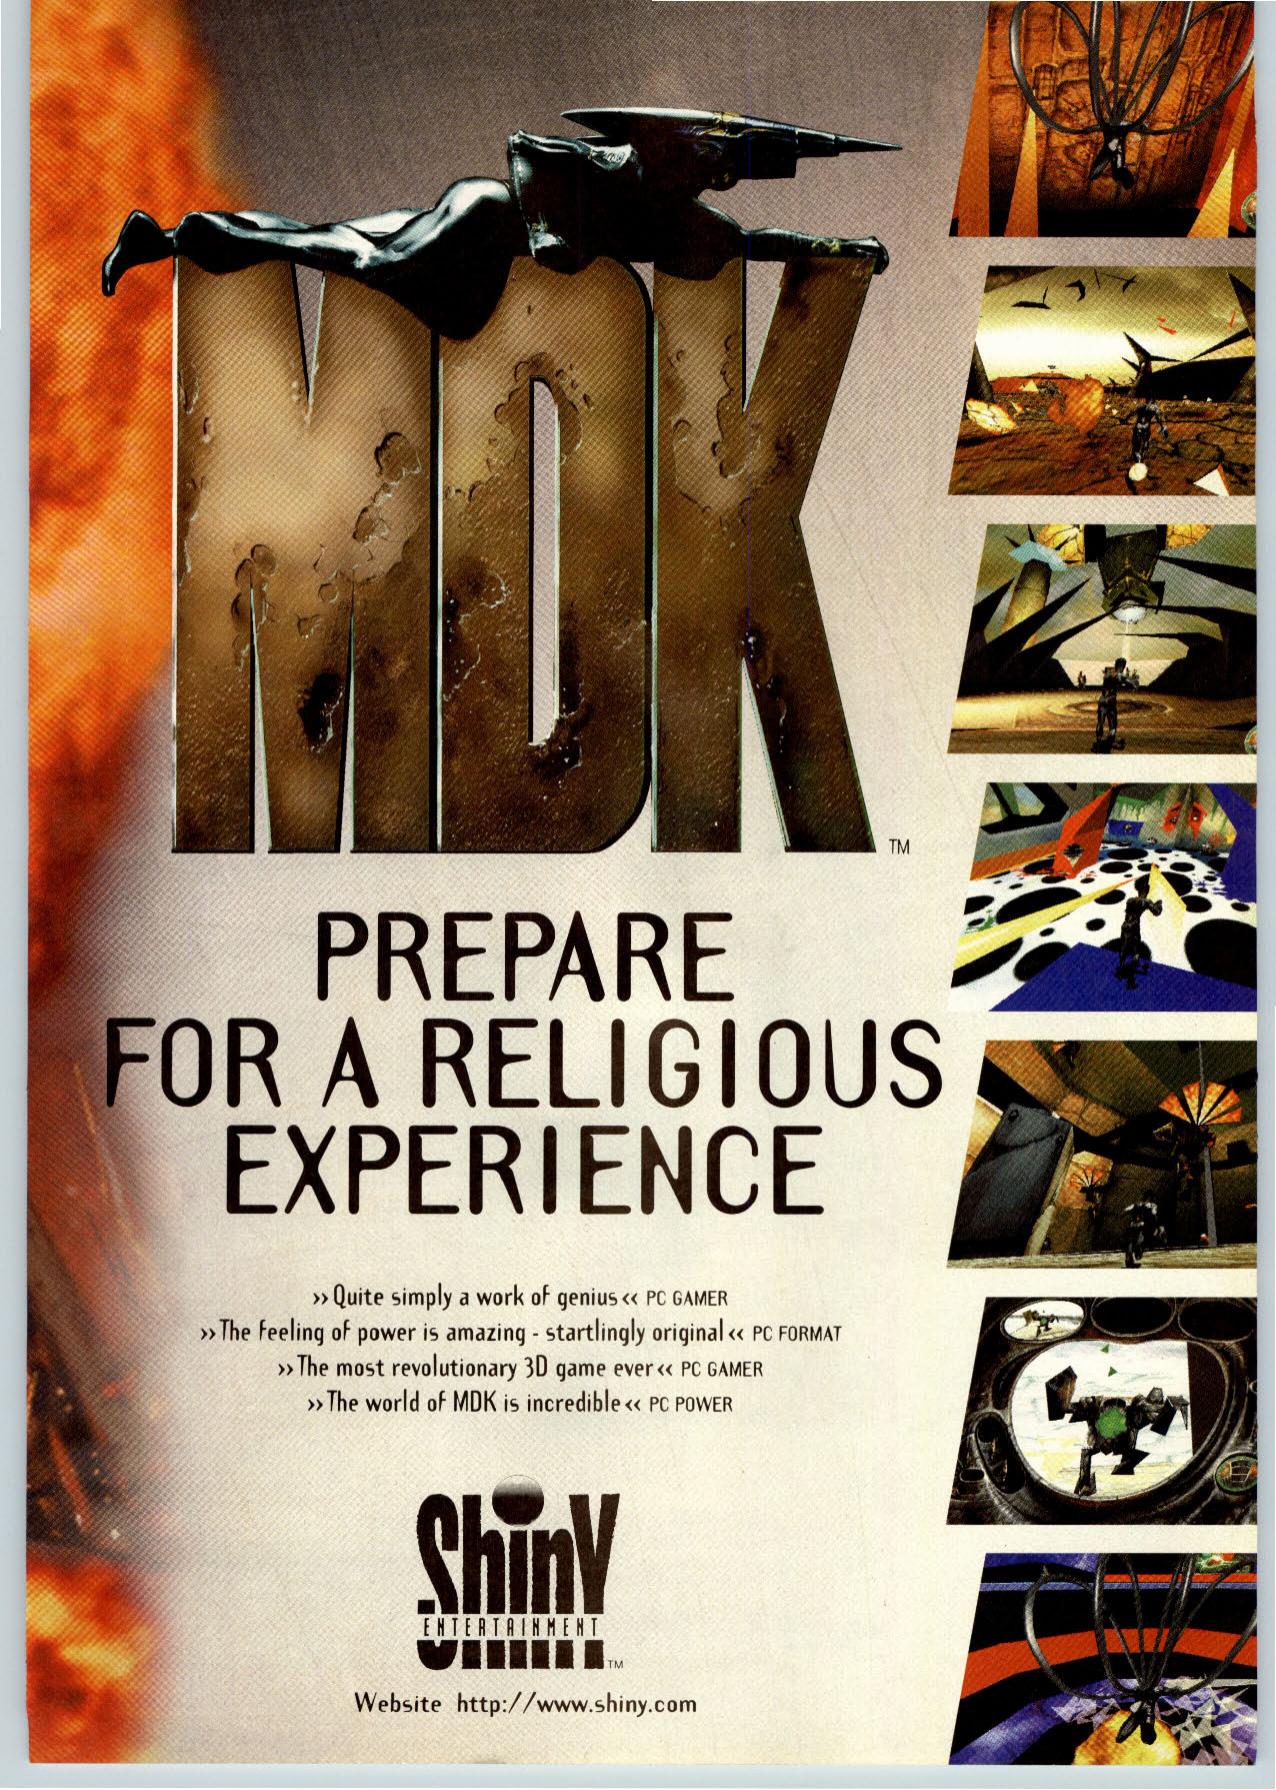 MDK
TM
PREPARE
FOR A RELIGIOUS
EXPERIENCE
›› Quite simply a work of genius ‹‹ PC GAMER
›› The feeling of power is amazing - startlingly original ‹‹ PC FORMAT
›› The most revolutionary 3D game ever ‹‹ PC GAMER
›› The world of MDK is incredible ‹‹ PC POWER
Shiny
ENTERTAINMENT
TM
Website http://www.shiny.com